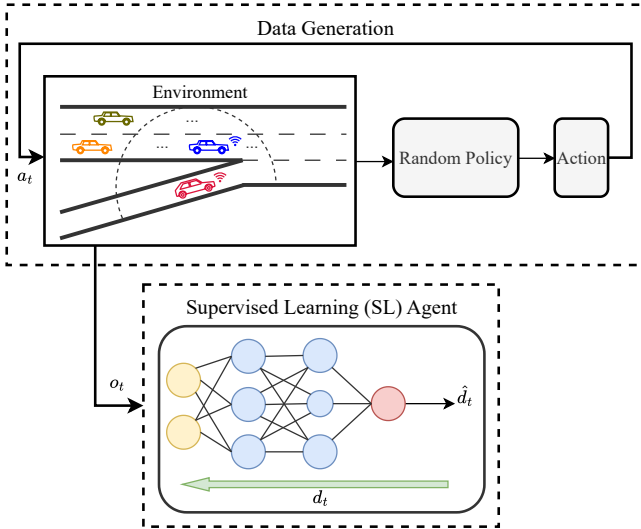 Data Generation
Environment
...
... ...
Random Policy
Action
a_t
Supervised Learning (SL) Agent
o_t
d̂_t
d_t